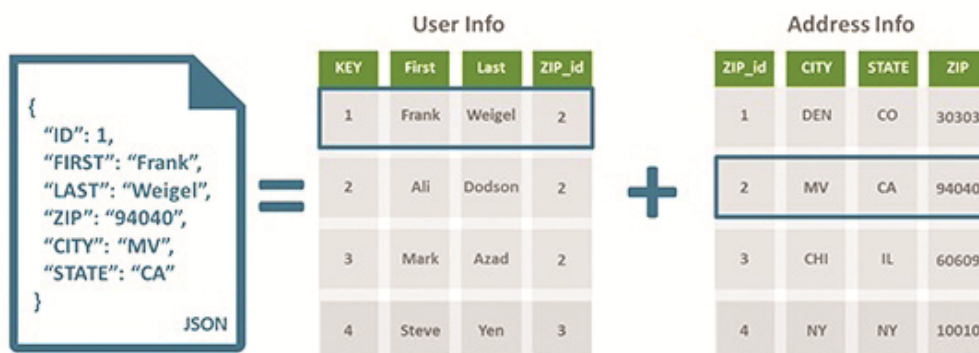 {
“ID”: 1,
“FIRST”: “Frank”,
“LAST”: “Weigel”,
“ZIP”: “94040”,
“CITY”: “MV”,
“STATE”: “CA”
}
JSON
=
User Info
KEY First Last ZIP_id
1 Frank Weigel 2
2 Ali Dodson 2
3 Mark Azad 2
4 Steve Yen 3
+
Address Info
ZIP_id CITY STATE ZIP
1 DEN CO 30303
2 MV CA 94040
3 CHI IL 60609
4 NY NY 10010